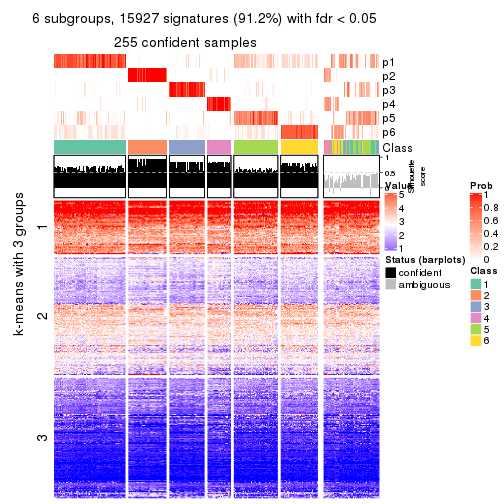 6 subgroups, 15927 signatures (91.2%) with fdr < 0.05
255 confident samples
p1
p2
p3
p4
p5
p6
Class
1
0.5
0
Silhouette
score
k-means with 3 groups
1
2
3
Value
5
4
3
2
1
Status (barplots)
confident
ambiguous
Prob
1
0.8
0.6
0.4
0.2
0
Class
1
2
3
4
5
6